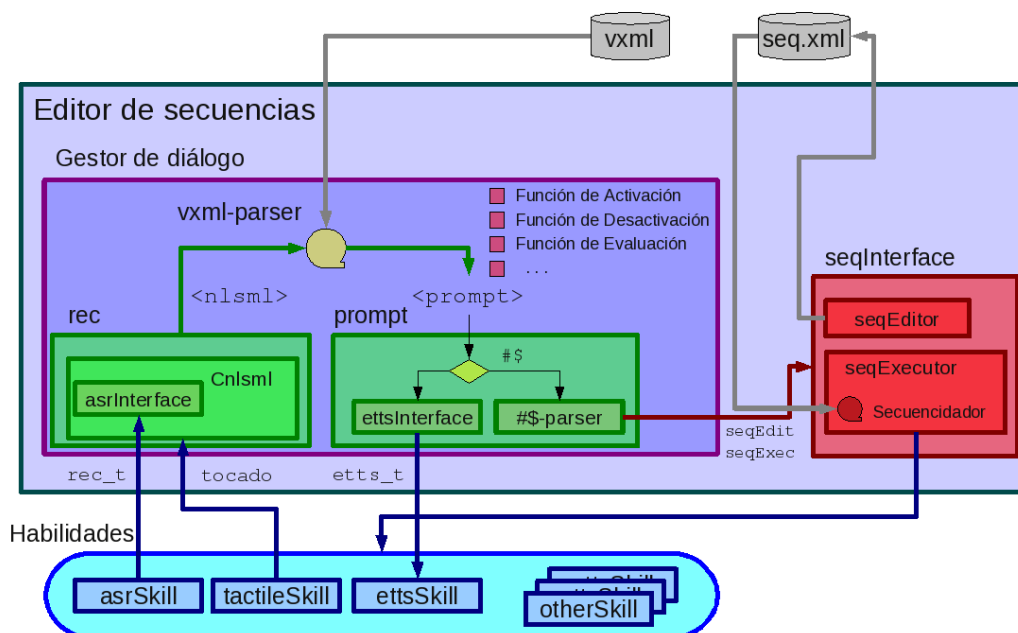 vxml
seq.xml
Editor de secuencias
Gestor de diálogo
vxml-parser
Función de Activación
Función de Desactivación
Función de Evaluación
...
<nlsml>
<prompt>
seqInterface
seqEditor
rec
Cnlsml
asrInterface
prompt
#$
ettsInterface
#$-parser
seqExecutor
Secuencidador
seqEdit
seqExec
rec_t
tocado
etts_t
Habilidades
asrSkill
tactileSkill
ettsSkill
otherSkill